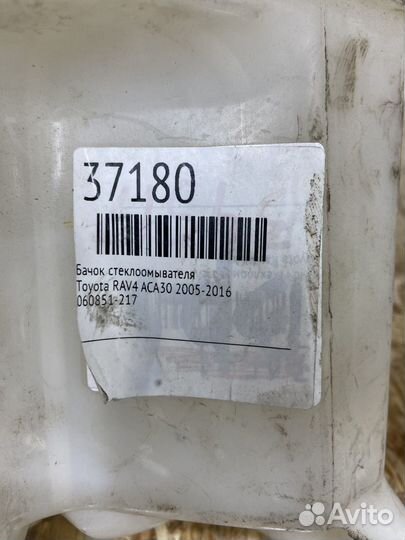 37180
Бачок стеклоомывателя
Toyota RAV4 ACA30 2005-2016
060851-217
Avito